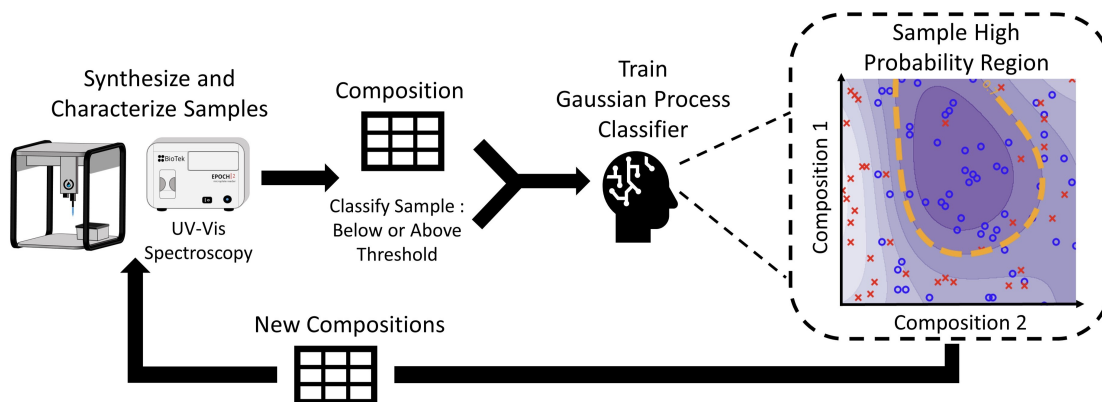 Synthesize and
Characterize Samples
BioTek
EPOCH|2
UV-Vis
Spectroscopy
Composition
Classify Sample :
Below or Above
Threshold
Train
Gaussian Process
Classifier
Sample High
Probability Region
Composition 1
Composition 2
New Compositions